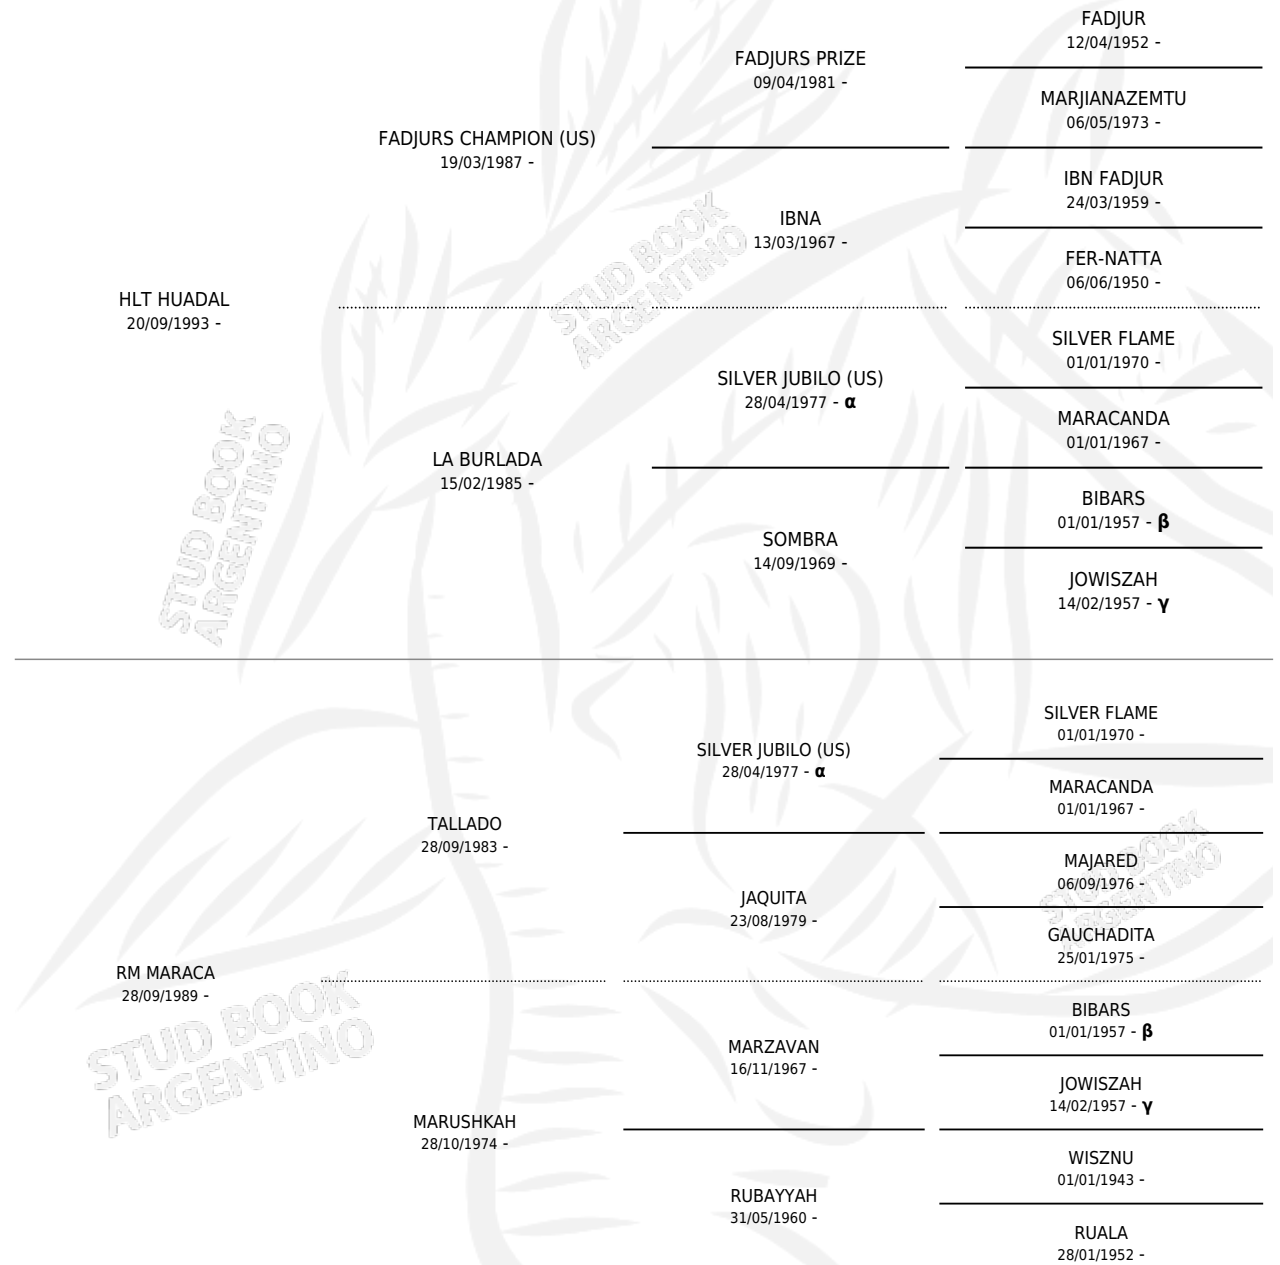 FADJUR
12/04/1952 -
FADJURS PRIZE
09/04/1981 -
MARJIANAZEMTU
06/05/1973 -
FADJURS CHAMPION (US)
19/03/1987 -
IBN FADJUR
24/03/1959 -
IBNA
13/03/1967 -
FER-NATTA
06/06/1950 -
HLT HUADAL
20/09/1993 -
SILVER FLAME
01/01/1970 -
SILVER JUBILO (US)
28/04/1977 - α
MARACANDA
01/01/1967 -
LA BURLADA
15/02/1985 -
BIBARS
01/01/1957 - β
SOMBRA
14/09/1969 -
JOWISZAH
14/02/1957 - γ
STUD BOOK
ARGENTINO
STUD BOOK
ARGENTINO
SILVER FLAME
01/01/1970 -
SILVER JUBILO (US)
28/04/1977 - α
MARACANDA
01/01/1967 -
TALLADO
28/09/1983 -
MAJARED
06/09/1976 -
JAQUITA
23/08/1979 -
GAUCHADITA
25/01/1975 -
RM MARACA
28/09/1989 -
BIBARS
01/01/1957 - β
MARZAVAN
16/11/1967 -
JOWISZAH
14/02/1957 - γ
MARUSHKAH
28/10/1974 -
WISZNU
01/01/1943 -
RUBAYYAH
31/05/1960 -
RUALA
28/01/1952 -
STUD BOOK
ARGENTINO
STUD BOOK
ARGENTINO